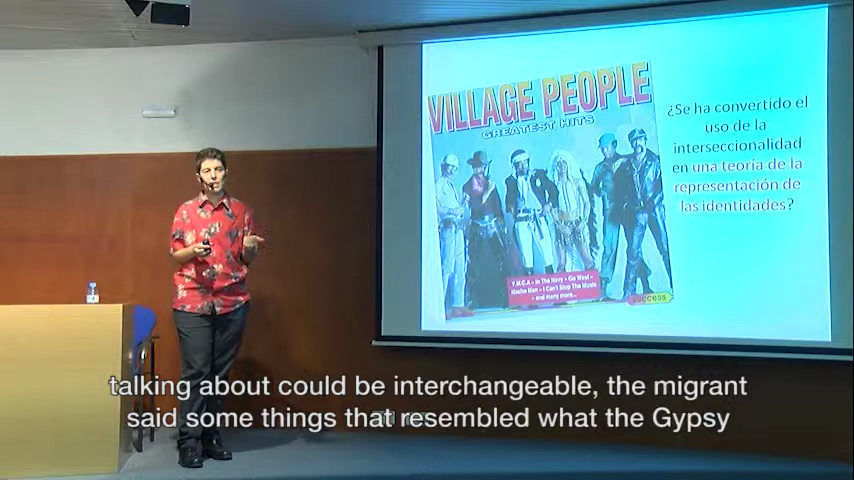 VILLAGE PEOPLE
GREATEST HITS
Y.M.C.A • In The Navy • Go West •
Macho Man • I Can't Stop The Music
• and many more...
success
¿Se ha convertido el
uso de la
interseccionalidad
en una teoría de la
representación de
las identidades?
talking about could be interchangeable, the migrant
said some things that resembled what the Gypsy